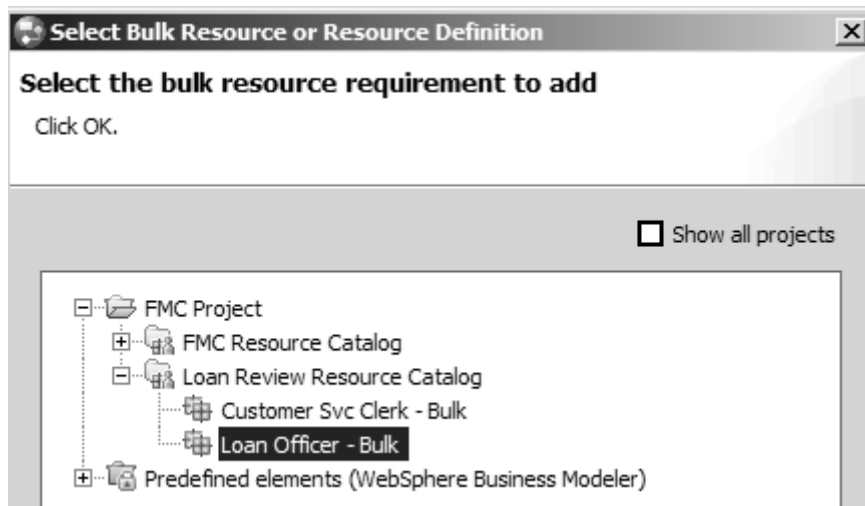 Select Bulk Resource or Resource Definition
Select the bulk resource requirement to add
Click OK.
Show all projects
FMC Project
FMC Resource Catalog
Loan Review Resource Catalog
Customer Svc Clerk - Bulk
Loan Officer - Bulk
Predefined elements (WebSphere Business Modeler)